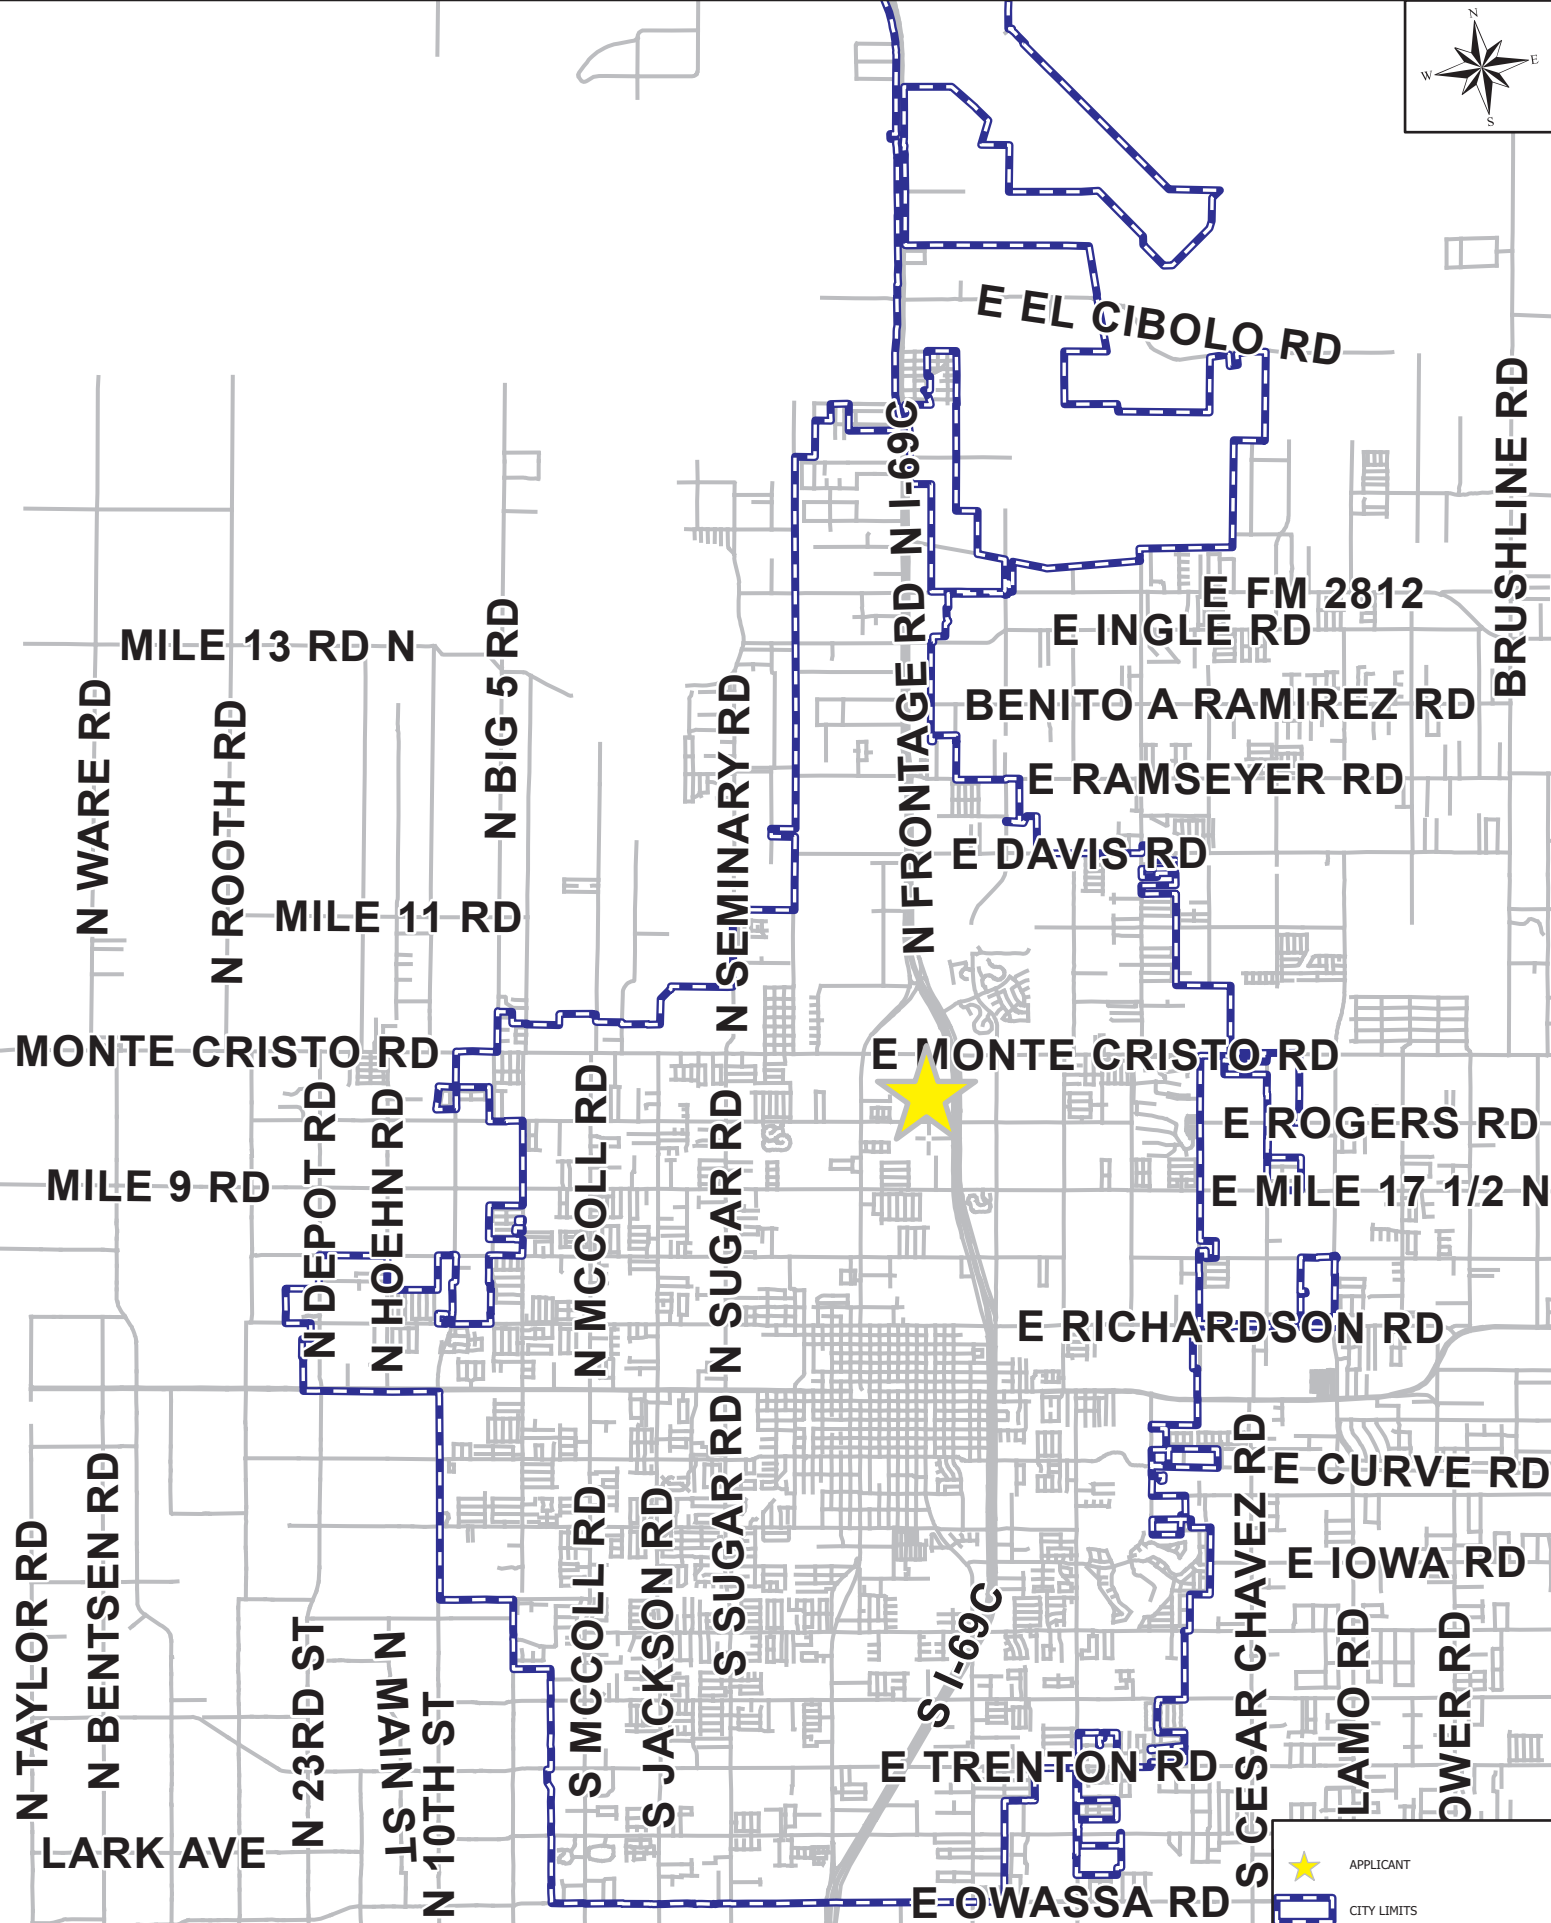 N
W
E
S
E EL CIBOLO RD
N I-69C
BRUSHLINE RD
E FM 2812
E INGLE RD
MILE 13 RD N
N BIG 5 RD
N WARE RD
N ROOTH RD
N SEMINARY RD
N FRONTAGE RD
BENITO A RAMIREZ RD
E RAMSEYER RD
E DAVIS RD
MILE 11 RD
MONTE CRISTO RD
E MONTE CRISTO RD
N DEPOT RD
N HOEHN RD
N MCCOLL RD
N SUGAR RD
E ROGERS RD
MILE 9 RD
E MILE 17 1/2 N
E RICHARDSON RD
S SUGAR RD
S CESAR CHAVEZ RD
E CURVE RD
N TAYLOR RD
N BENTSEN RD
S MCCOLL RD
S JACKSON RD
E IOWA RD
S I-69C
N 23RD ST
N MAIN ST
N 10TH ST
LAMO RD
OWER RD
E TRENTON RD
LARK AVE
E OWASSA RD
APPLICANT
CITY LIMITS